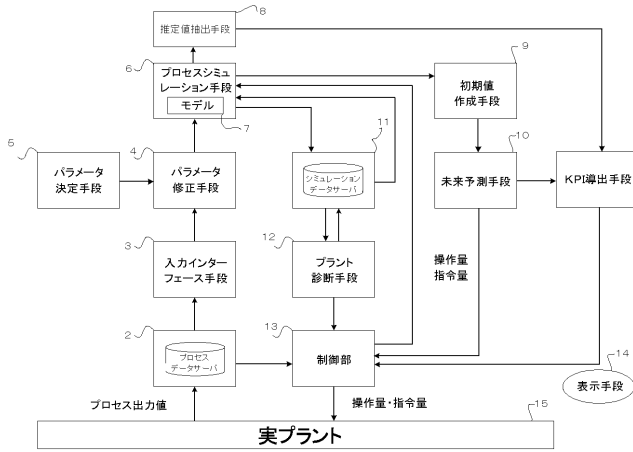 8
推定値抽出手段
6
プロセスシミュ
レーション手段
モデル
7
9
初期値
作成手段
5
パラメータ
決定手段
4
パラメータ
修正手段
11
シミュレーション
データサーバ
10
未来予測手段
KPI導出手段
3
入力インター
フェース手段
12
プラント
診断手段
操作量
指令量
2
プロセス
データサーバ
13
制御部
14
表示手段
プロセス出力値
操作量・指令量
15
実プラント